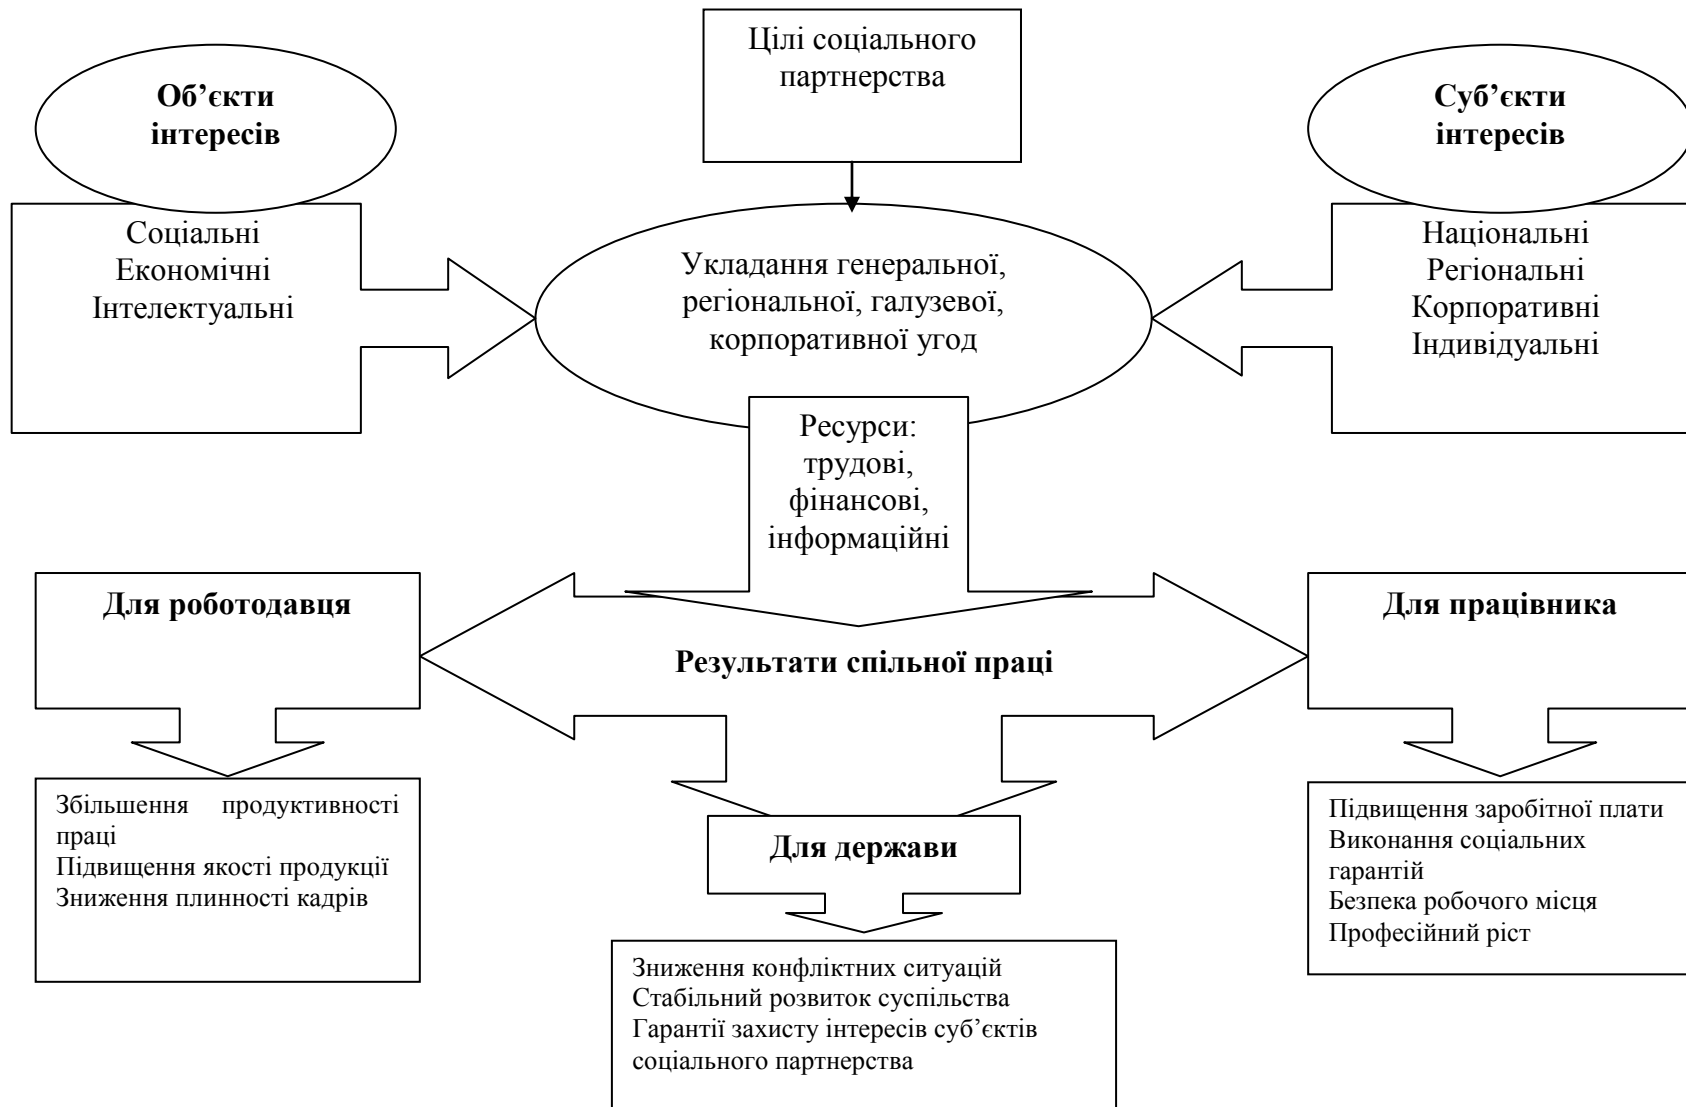 Цілі соціального
партнерства
Об’єкти
інтересів
Суб’єкти
інтересів
Соціальні
Економічні
Інтелектуальні
Укладання генеральної,
регіональної, галузевої,
корпоративної угод
Національні
Регіональні
Корпоративні
Індивідуальні
Ресурси:
трудові,
фінансові,
інформаційні
Для роботодавця
Результати спільної праці
Для працівника
Збільшення продуктивності
праці
Підвищення якості продукції
Зниження плинності кадрів
Для держави
Підвищення заробітної плати
Виконання соціальних
гарантій
Безпека робочого місця
Професійний ріст
Зниження конфліктних ситуацій
Стабільний розвиток суспільства
Гарантії захисту інтересів суб’єктів
соціального партнерства